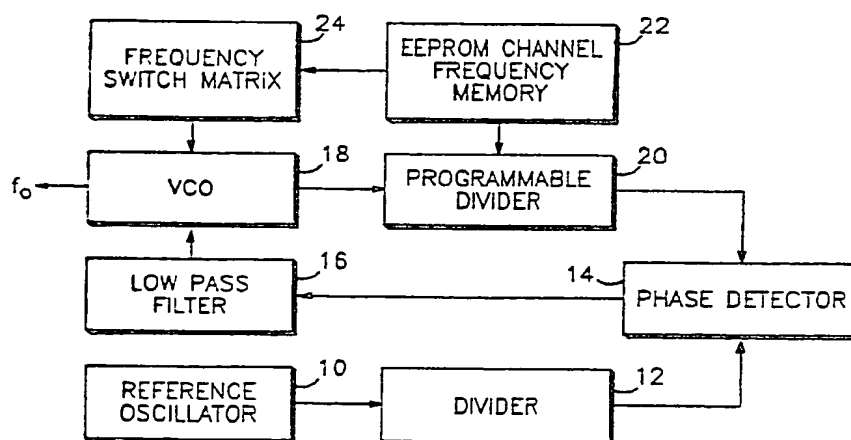 24
FREQUENCY
SWITCH MATRiX
22
EEPROM CHANNEL
FREQUENCY
MEMORY
fo
18
VCO
20
PROGRAMMABLE
DIVIDER
16
LOW PASS
FILTER
14
PHASE DETECTOR
10
REFERENCE
OSCILLATOR
12
DIVIDER